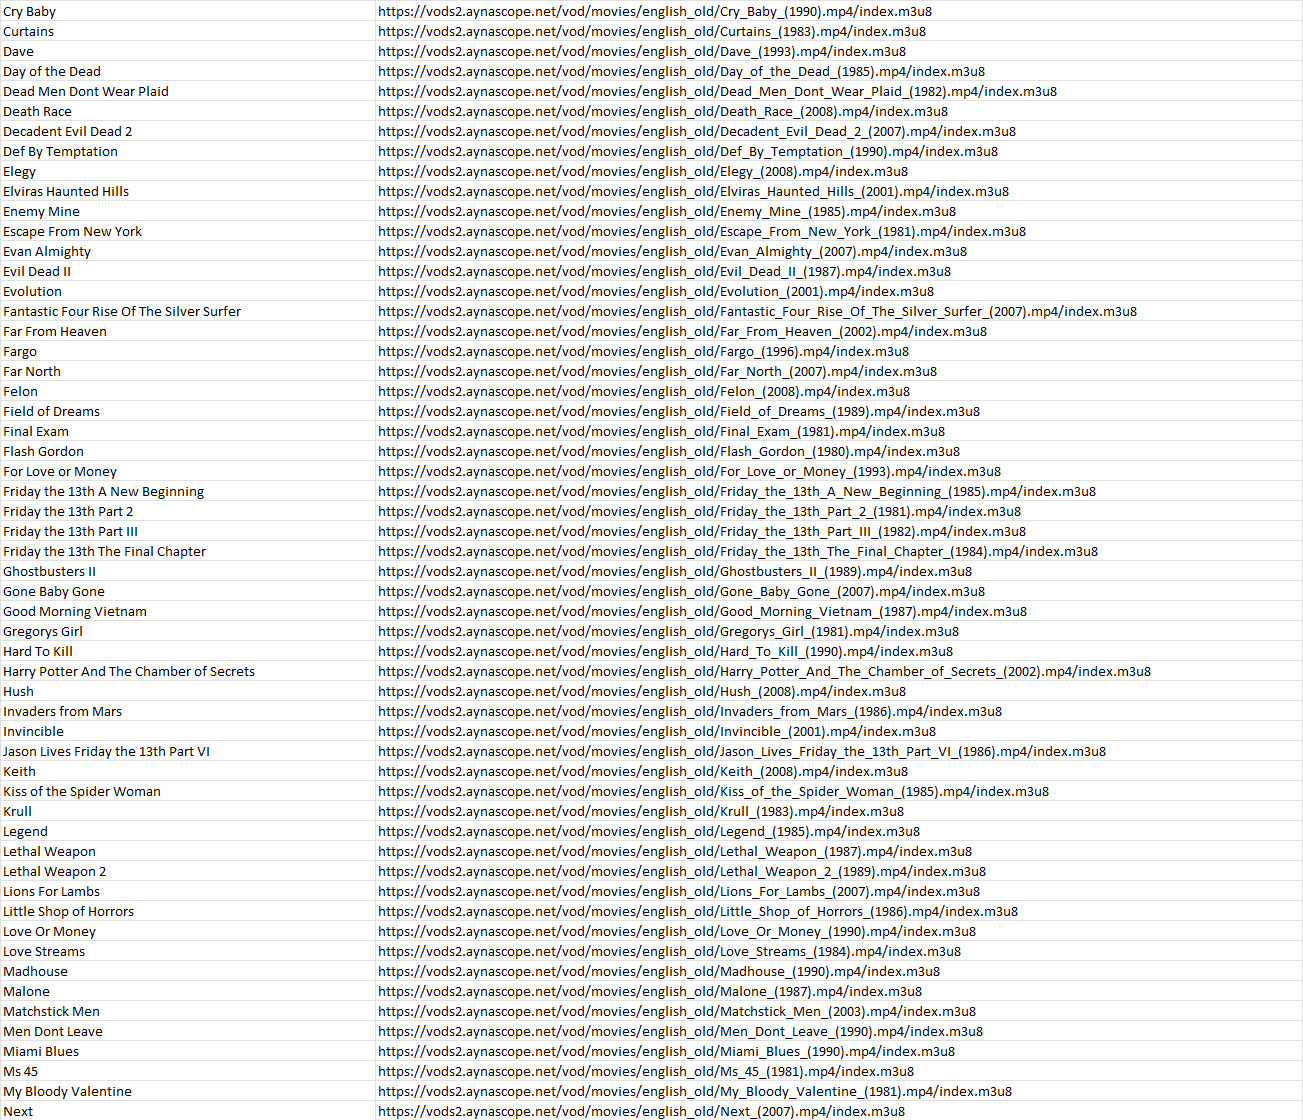 Cry Baby https://vods2.aynascope.net/vod/movies/english_old/Cry_Baby_(1990).mp4/index.m3u8
Curtains https://vods2.aynascope.net/vod/movies/english_old/Curtains_(1983).mp4/index.m3u8
Dave https://vods2.aynascope.net/vod/movies/english_old/Dave_(1993).mp4/index.m3u8
Day of the Dead https://vods2.aynascope.net/vod/movies/english_old/Day_of_the_Dead_(1985).mp4/index.m3u8
Dead Men Dont Wear Plaid https://vods2.aynascope.net/vod/movies/english_old/Dead_Men_Dont_Wear_Plaid_(1982).mp4/index.m3u8
Death Race https://vods2.aynascope.net/vod/movies/english_old/Death_Race_(2008).mp4/index.m3u8
Decadent Evil Dead 2 https://vods2.aynascope.net/vod/movies/english_old/Decadent_Evil_Dead_2_(2007).mp4/index.m3u8
Def By Temptation https://vods2.aynascope.net/vod/movies/english_old/Def_By_Temptation_(1990).mp4/index.m3u8
Elegy https://vods2.aynascope.net/vod/movies/english_old/Elegy_(2008).mp4/index.m3u8
Elviras Haunted Hills https://vods2.aynascope.net/vod/movies/english_old/Elviras_Haunted_Hills_(2001).mp4/index.m3u8
Enemy Mine https://vods2.aynascope.net/vod/movies/english_old/Enemy_Mine_(1985).mp4/index.m3u8
Escape From New York https://vods2.aynascope.net/vod/movies/english_old/Escape_From_New_York_(1981).mp4/index.m3u8
Evan Almighty https://vods2.aynascope.net/vod/movies/english_old/Evan_Almighty_(2007).mp4/index.m3u8
Evil Dead II https://vods2.aynascope.net/vod/movies/english_old/Evil_Dead_II_(1987).mp4/index.m3u8
Evolution https://vods2.aynascope.net/vod/movies/english_old/Evolution_(2001).mp4/index.m3u8
Fantastic Four Rise Of The Silver Surfer https://vods2.aynascope.net/vod/movies/english_old/Fantastic_Four_Rise_Of_The_Silver_Surfer_(2007).mp4/index.m3u8
Far From Heaven https://vods2.aynascope.net/vod/movies/english_old/Far_From_Heaven_(2002).mp4/index.m3u8
Fargo https://vods2.aynascope.net/vod/movies/english_old/Fargo_(1996).mp4/index.m3u8
Far North https://vods2.aynascope.net/vod/movies/english_old/Far_North_(2007).mp4/index.m3u8
Felon https://vods2.aynascope.net/vod/movies/english_old/Felon_(2008).mp4/index.m3u8
Field of Dreams https://vods2.aynascope.net/vod/movies/english_old/Field_of_Dreams_(1989).mp4/index.m3u8
Final Exam https://vods2.aynascope.net/vod/movies/english_old/Final_Exam_(1981).mp4/index.m3u8
Flash Gordon https://vods2.aynascope.net/vod/movies/english_old/Flash_Gordon_(1980).mp4/index.m3u8
For Love or Money https://vods2.aynascope.net/vod/movies/english_old/For_Love_or_Money_(1993).mp4/index.m3u8
Friday the 13th A New Beginning https://vods2.aynascope.net/vod/movies/english_old/Friday_the_13th_A_New_Beginning_(1985).mp4/index.m3u8
Friday the 13th Part 2 https://vods2.aynascope.net/vod/movies/english_old/Friday_the_13th_Part_2_(1981).mp4/index.m3u8
Friday the 13th Part III https://vods2.aynascope.net/vod/movies/english_old/Friday_the_13th_Part_III_(1982).mp4/index.m3u8
Friday the 13th The Final Chapter https://vods2.aynascope.net/vod/movies/english_old/Friday_the_13th_The_Final_Chapter_(1984).mp4/index.m3u8
Ghostbusters II https://vods2.aynascope.net/vod/movies/english_old/Ghostbusters_II_(1989).mp4/index.m3u8
Gone Baby Gone https://vods2.aynascope.net/vod/movies/english_old/Gone_Baby_Gone_(2007).mp4/index.m3u8
Good Morning Vietnam https://vods2.aynascope.net/vod/movies/english_old/Good_Morning_Vietnam_(1987).mp4/index.m3u8
Gregorys Girl https://vods2.aynascope.net/vod/movies/english_old/Gregorys_Girl_(1981).mp4/index.m3u8
Hard To Kill https://vods2.aynascope.net/vod/movies/english_old/Hard_To_Kill_(1990).mp4/index.m3u8
Harry Potter And The Chamber of Secrets https://vods2.aynascope.net/vod/movies/english_old/Harry_Potter_And_The_Chamber_of_Secrets_(2002).mp4/index.m3u8
Hush https://vods2.aynascope.net/vod/movies/english_old/Hush_(2008).mp4/index.m3u8
Invaders from Mars https://vods2.aynascope.net/vod/movies/english_old/Invaders_from_Mars_(1986).mp4/index.m3u8
Invincible https://vods2.aynascope.net/vod/movies/english_old/Invincible_(2001).mp4/index.m3u8
Jason Lives Friday the 13th Part VI https://vods2.aynascope.net/vod/movies/english_old/Jason_Lives_Friday_the_13th_Part_VI_(1986).mp4/index.m3u8
Keith https://vods2.aynascope.net/vod/movies/english_old/Keith_(2008).mp4/index.m3u8
Kiss of the Spider Woman https://vods2.aynascope.net/vod/movies/english_old/Kiss_of_the_Spider_Woman_(1985).mp4/index.m3u8
Krull https://vods2.aynascope.net/vod/movies/english_old/Krull_(1983).mp4/index.m3u8
Legend https://vods2.aynascope.net/vod/movies/english_old/Legend_(1985).mp4/index.m3u8
Lethal Weapon https://vods2.aynascope.net/vod/movies/english_old/Lethal_Weapon_(1987).mp4/index.m3u8
Lethal Weapon 2 https://vods2.aynascope.net/vod/movies/english_old/Lethal_Weapon_2_(1989).mp4/index.m3u8
Lions For Lambs https://vods2.aynascope.net/vod/movies/english_old/Lions_For_Lambs_(2007).mp4/index.m3u8
Little Shop of Horrors https://vods2.aynascope.net/vod/movies/english_old/Little_Shop_of_Horrors_(1986).mp4/index.m3u8
Love Or Money https://vods2.aynascope.net/vod/movies/english_old/Love_Or_Money_(1990).mp4/index.m3u8
Love Streams https://vods2.aynascope.net/vod/movies/english_old/Love_Streams_(1984).mp4/index.m3u8
Madhouse https://vods2.aynascope.net/vod/movies/english_old/Madhouse_(1990).mp4/index.m3u8
Malone https://vods2.aynascope.net/vod/movies/english_old/Malone_(1987).mp4/index.m3u8
Matchstick Men https://vods2.aynascope.net/vod/movies/english_old/Matchstick_Men_(2003).mp4/index.m3u8
Men Dont Leave https://vods2.aynascope.net/vod/movies/english_old/Men_Dont_Leave_(1990).mp4/index.m3u8
Miami Blues https://vods2.aynascope.net/vod/movies/english_old/Miami_Blues_(1990).mp4/index.m3u8
Ms 45 https://vods2.aynascope.net/vod/movies/english_old/Ms_45_(1981).mp4/index.m3u8
My Bloody Valentine https://vods2.aynascope.net/vod/movies/english_old/My_Bloody_Valentine_(1981).mp4/index.m3u8
Next https://vods2.aynascope.net/vod/movies/english_old/Next_(2007).mp4/index.m3u8